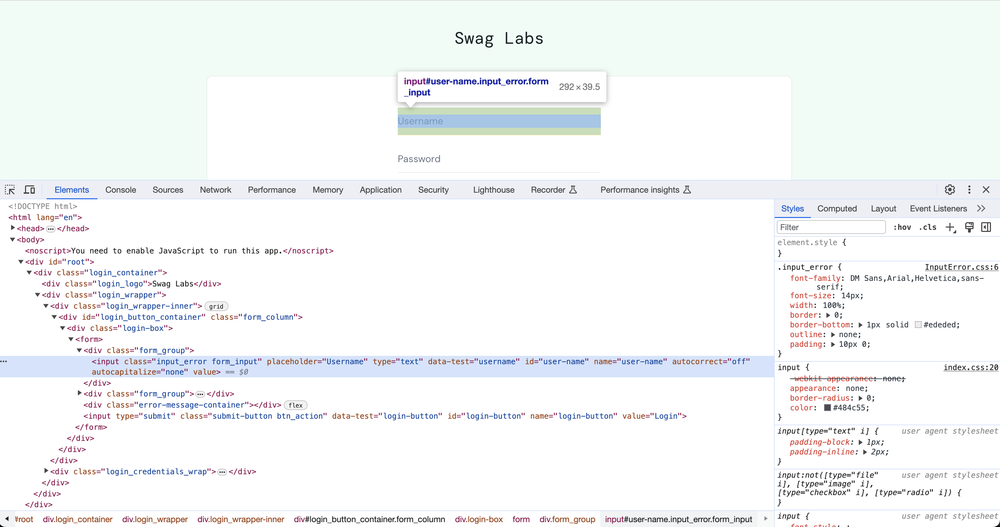 Swag Labs
input#user-name.input_error.form
_input
292 × 39.5
Username
Password
Elements Console Sources Network Performance Memory Application Security Lighthouse Recorder Performance insights
<!DOCTYPE html>
<html lang="en">
<head> ••• </head>
<body>
<noscript>You need to enable JavaScript to run this app.</noscript>
<div id="root">
<div class="login_container">
<div class="login_logo">Swag Labs</div>
<div class="login_wrapper">
<div class="login_wrapper-inner"> grid
<div id="login_button_container" class="form_column">
<div class="login-box">
<form>
<div class="form_group">
<input class="input_error form_input" placeholder="Username" type="text" data-test="username" id="user-name" name="user-name" autocorrect="off"
autocapitalize="none" value> == $0
</div>
<div class="form_group"> ••• </div>
<div class="error-message-container"></div> flex
<input type="submit" class="submit-button btn_action" data-test="login-button" id="login-button" name="login-button" value="Login">
</form>
</div>
</div>
</div>
<div class="login_credentials_wrap"> ••• </div>
</div>
</div>
</div>
#root div.login_container div.login_wrapper div.login_wrapper-inner div#login_button_container.form_column div.login-box form div.form_group input#user-name.input_error.form_input
Styles Computed Layout Event Listeners
Filter :hov .cls
element.style {
}
.input_error { InputError.css:6
font-family: DM Sans,Arial,Helvetica,sans-
serif;
font-size: 14px;
width: 100%;
border: 0;
border-bottom: 1px solid #ededed;
outline: none;
padding: 10px 0;
}
input { index.css:20
-webkit-appearance: none;
appearance: none;
border-radius: 0;
color: #484c55;
}
input[type="text" i] { user agent stylesheet
padding-block: 1px;
padding-inline: 2px;
}
input:not([type="file" user agent stylesheet
i], [type="image" i],
[type="checkbox" i], [type="radio" i]) {
}
input { user agent stylesheet